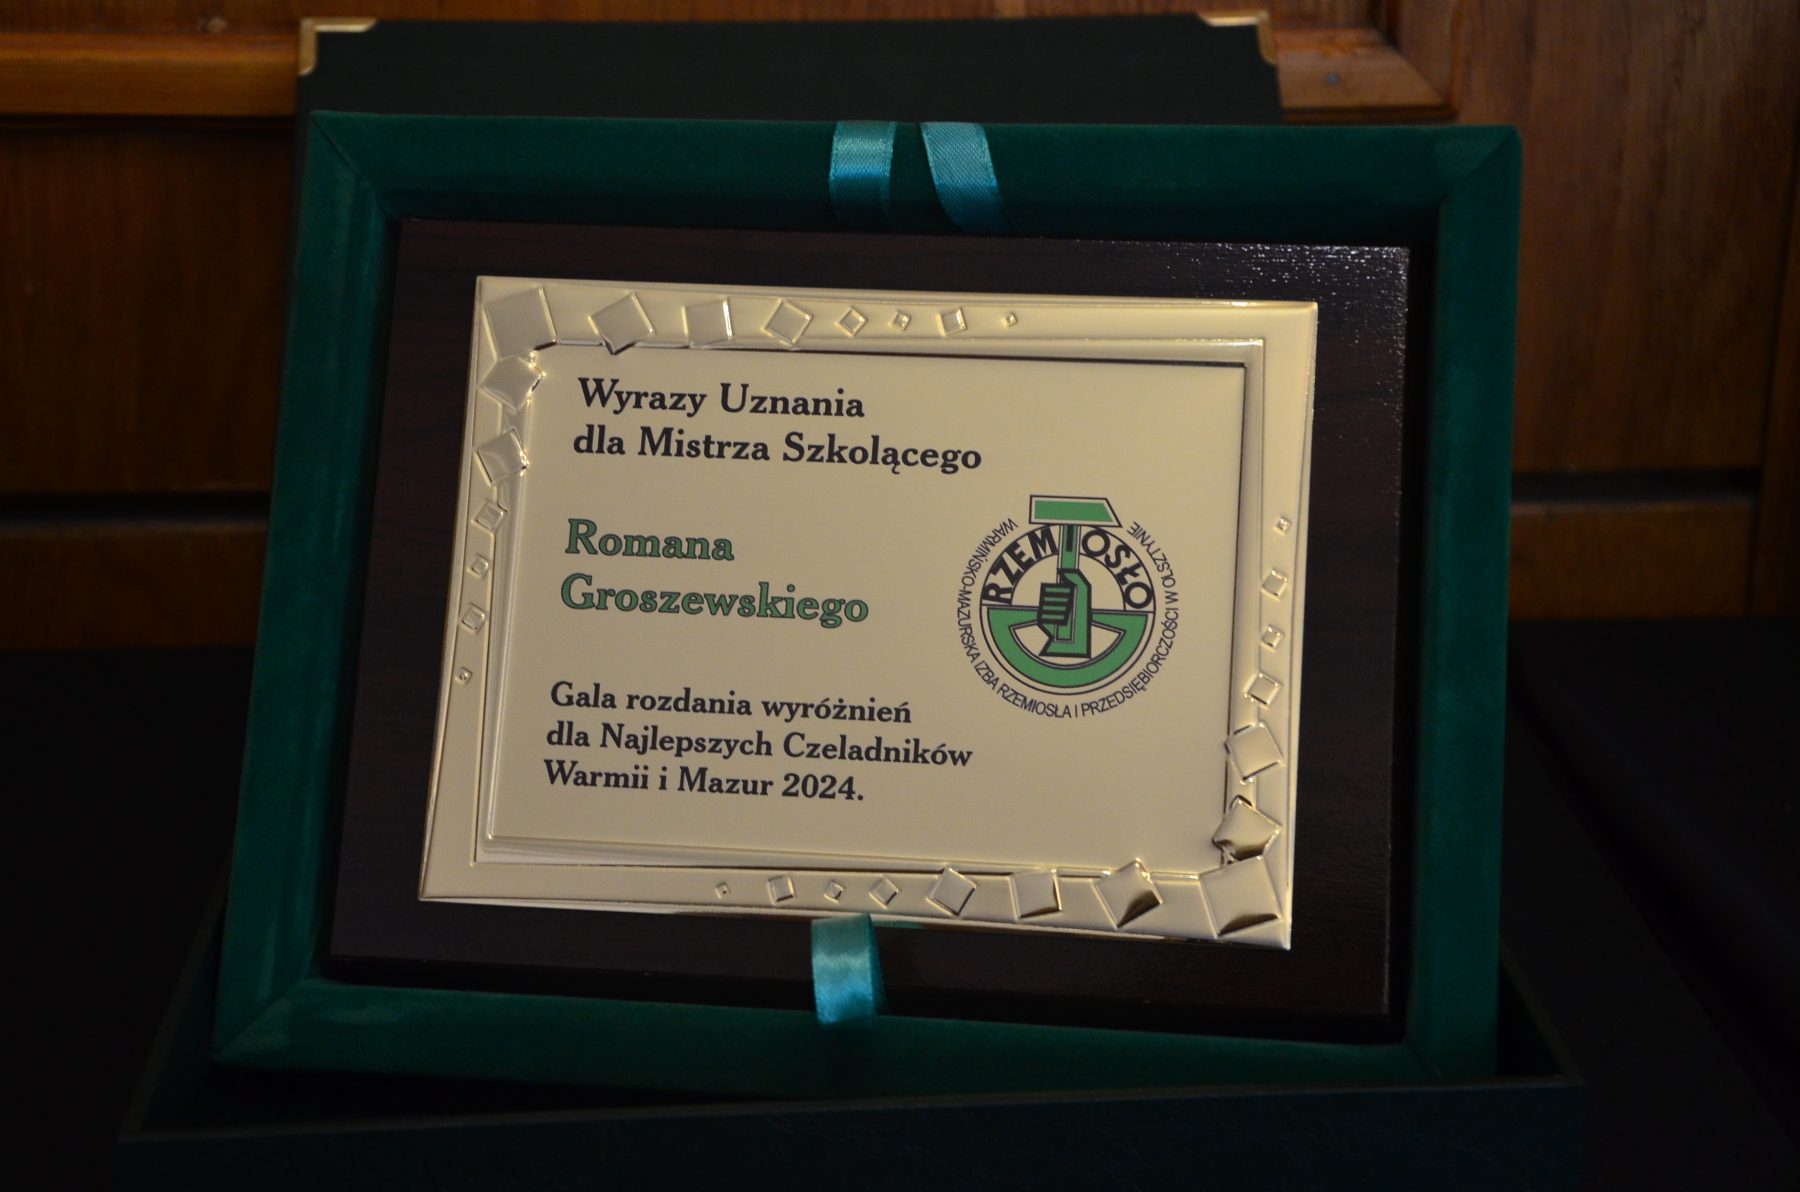 Wyrazy Uznania
dla Mistrza Szkolącego
Romana
Groszewskiego
RZEMIOSŁO
WARMIŃSKO-MAZURSKA IZBA RZEMIOSŁA I PRZEDSIĘBIORCZOŚCI W OLSZTYNIE
Gala rozdania wyróżnień
dla Najlepszych Czeladników
Warmii i Mazur 2024.